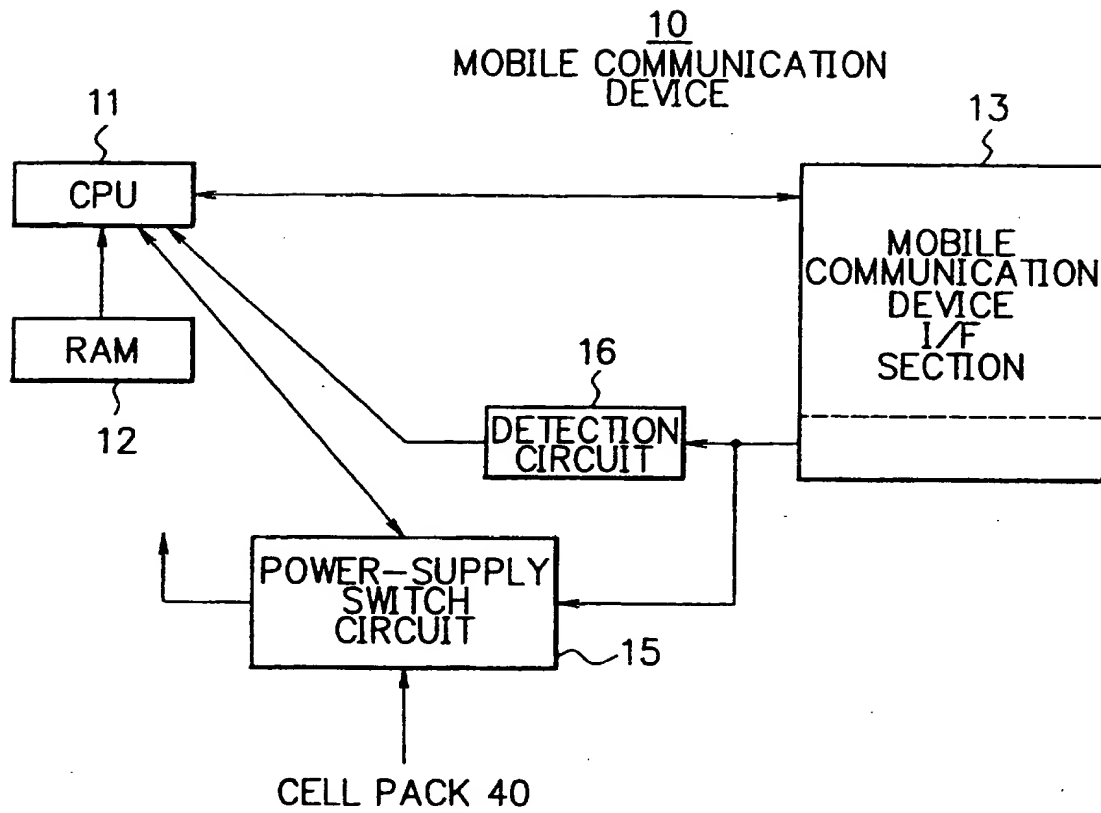 10
MOBILE COMMUNICATION
DEVICE
11
13
CPU
MOBILE
COMMUNICATION
DEVICE
I/F
SECTION
RAM
12
16
DETECTION
CIRCUIT
POWER-SUPPLY
SWITCH
CIRCUIT
15
CELL PACK 40